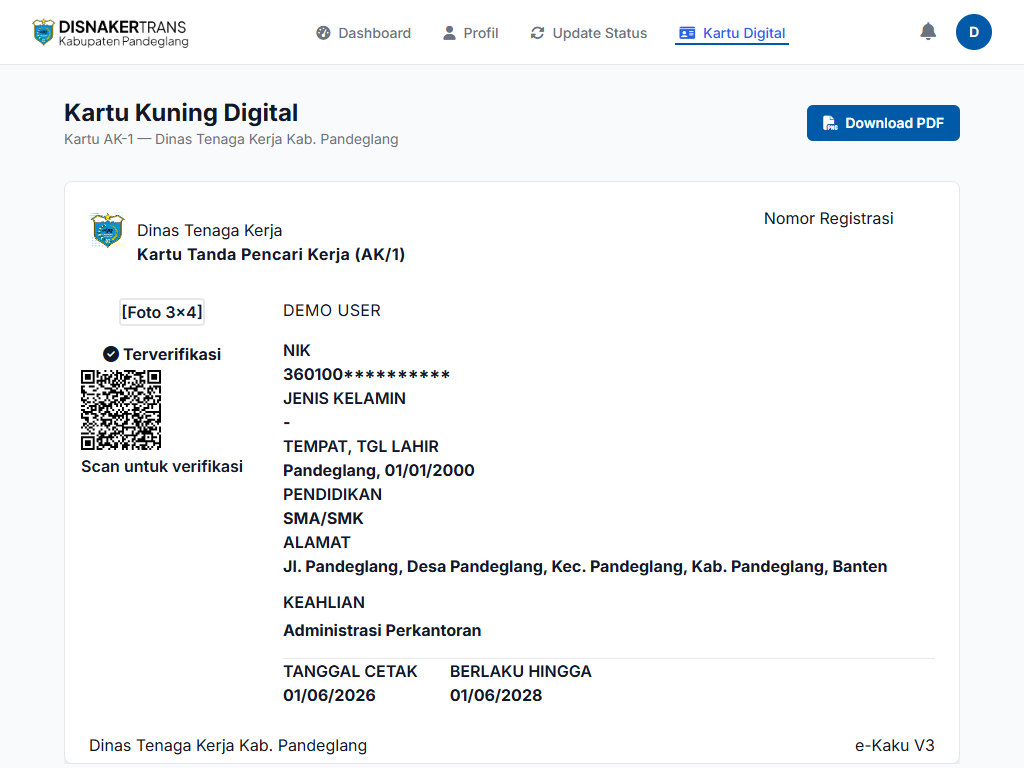 DISNAKERTRANS
Kabupaten Pandeglang
Dashboard
Profil
Update Status
Kartu Digital
D
Kartu Kuning Digital
Kartu AK-1 — Dinas Tenaga Kerja Kab. Pandeglang
Download PDF
Dinas Tenaga Kerja
Kartu Tanda Pencari Kerja (AK/1)
Nomor Registrasi
[Foto 3×4]
Terverifikasi
Scan untuk verifikasi
DEMO USER
NIK
360100**********
JENIS KELAMIN
-
TEMPAT, TGL LAHIR
Pandeglang, 01/01/2000
PENDIDIKAN
SMA/SMK
ALAMAT
Jl. Pandeglang, Desa Pandeglang, Kec. Pandeglang, Kab. Pandeglang, Banten
KEAHLIAN
Administrasi Perkantoran
TANGGAL CETAK
01/06/2026
BERLAKU HINGGA
01/06/2028
Dinas Tenaga Kerja Kab. Pandeglang
e-Kaku V3